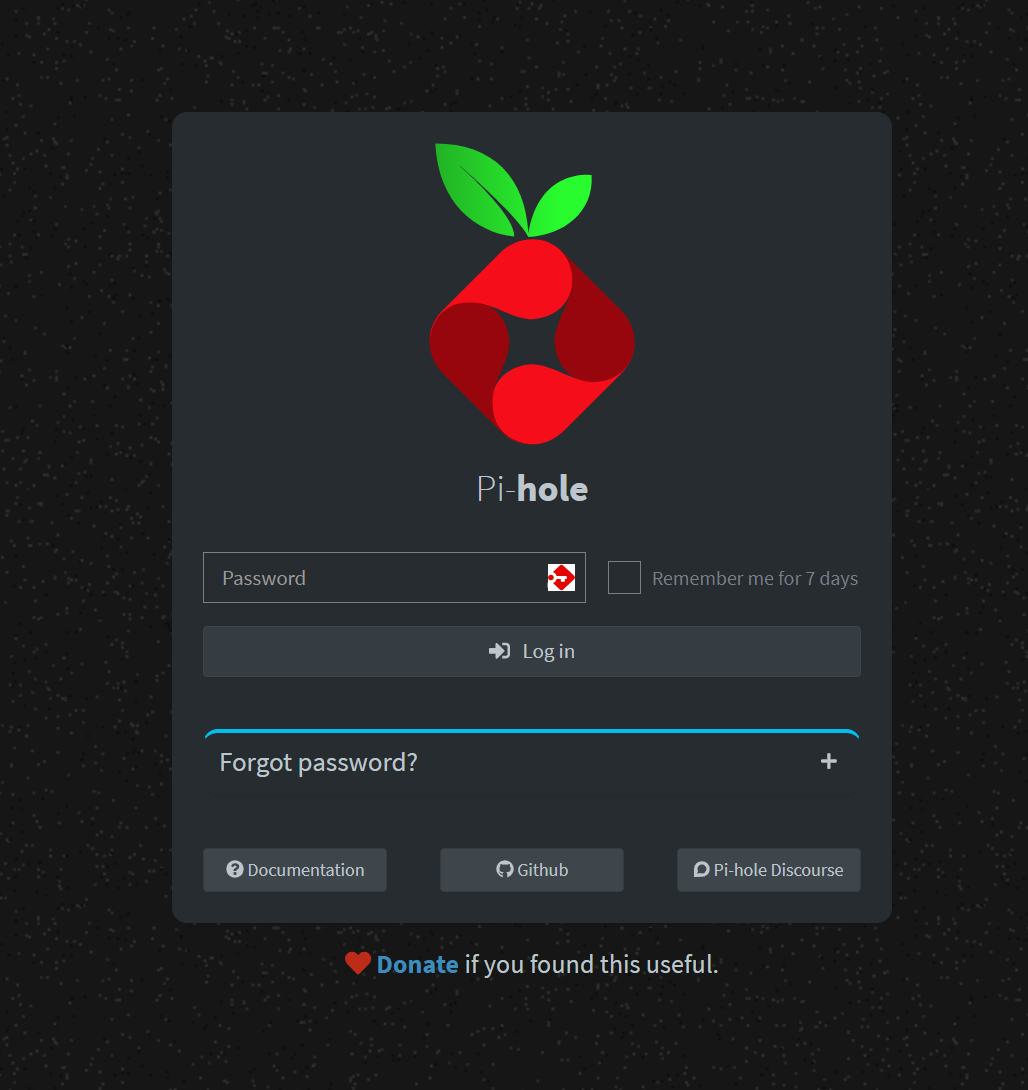 Pi-hole
Password
Remember me for 7 days
Log in
Forgot password?
Documentation
Github
Pi-hole Discourse
Donate if you found this useful.